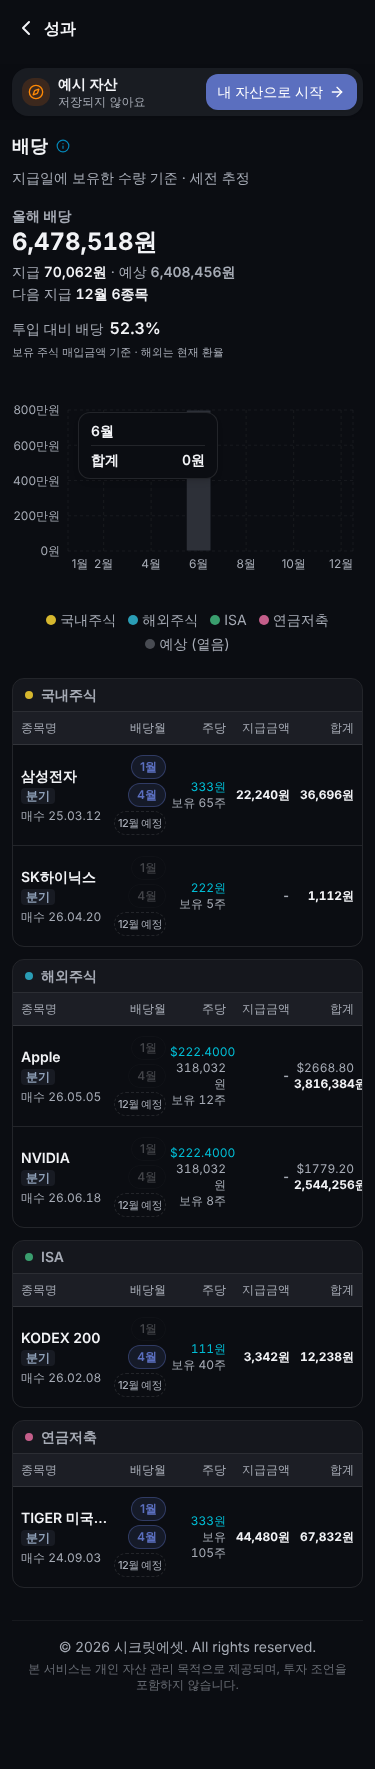 성과
예시 자산
저장되지 않아요
내 자산으로 시작
배당
지급일에 보유한 수량 기준 · 세전 추정
올해 배당
6,478,518원
지급 70,062원 · 예상 6,408,456원
다음 지급 12월 6종목
투입 대비 배당 52.3%
보유 주식 매입금액 기준 · 해외는 현재 환율
800만원
600만원
400만원
200만원
0원
6월
합계 0원
1월 2월 4월 6월 8월 10월 12월
국내주식 해외주식 ISA 연금저축
예상 (옅음)
국내주식
종목명 배당월 주당 지급금액 합계
삼성전자
분기
매수 25.03.12
1월
4월
12월 예정
333원
보유 65주
22,240원 36,696원
SK하이닉스
분기
매수 26.04.20
1월
4월
12월 예정
222원
보유 5주
- 1,112원
해외주식
종목명 배당월 주당 지급금액 합계
Apple
분기
매수 26.05.05
1월
4월
12월 예정
$222.4000
318,032
원
보유 12주
-
$2668.80
3,816,384원
NVIDIA
분기
매수 26.06.18
1월
4월
12월 예정
$222.4000
318,032
원
보유 8주
-
$1779.20
2,544,256원
ISA
종목명 배당월 주당 지급금액 합계
KODEX 200
분기
매수 26.02.08
1월
4월
12월 예정
111원
보유 40주
3,342원 12,238원
연금저축
종목명 배당월 주당 지급금액 합계
TIGER 미국...
분기
매수 24.09.03
1월
4월
12월 예정
333원
보유
105주
44,480원 67,832원
© 2026 시크릿에셋. All rights reserved.
본 서비스는 개인 자산 관리 목적으로 제공되며, 투자 조언을
포함하지 않습니다.